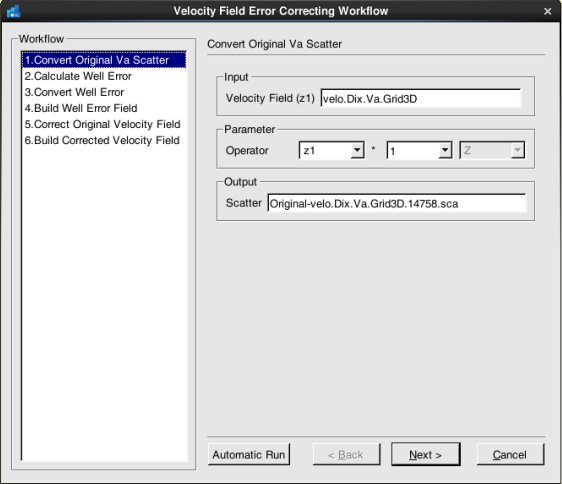 Velocity Field Error Correcting Workflow
Workflow
1.Convert Original Va Scatter
2.Calculate Well Error
3.Convert Well Error
4.Build Well Error Field
5.Correct Original Velocity Field
6.Build Corrected Velocity Field
Convert Original Va Scatter
Input
Velocity Field (z1) velo.Dix.Va.Grid3D
Parameter
Operator z1 * 1 Z
Output
Scatter Original-velo.Dix.Va.Grid3D.14758.sca
Automatic Run < Back Next > Cancel